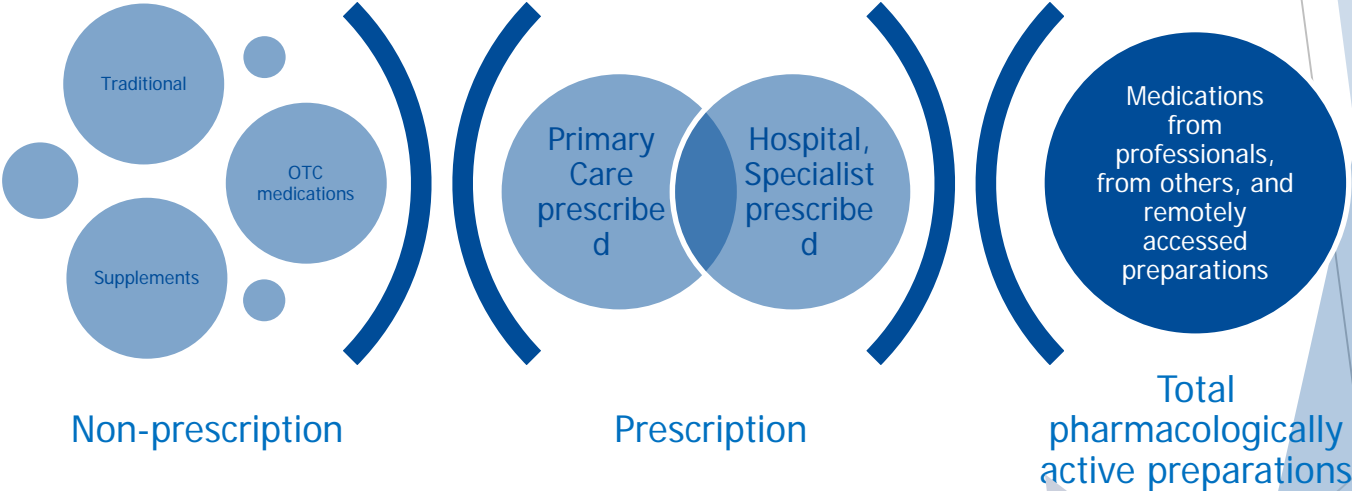 Traditional
OTC
medications
Supplements
Non-prescription
Primary
Care
prescribe
d
Hospital,
Specialist
prescribe
d
Prescription
Medications
from
professionals,
from others, and
remotely
accessed
preparations
Total
pharmacologically
active preparations